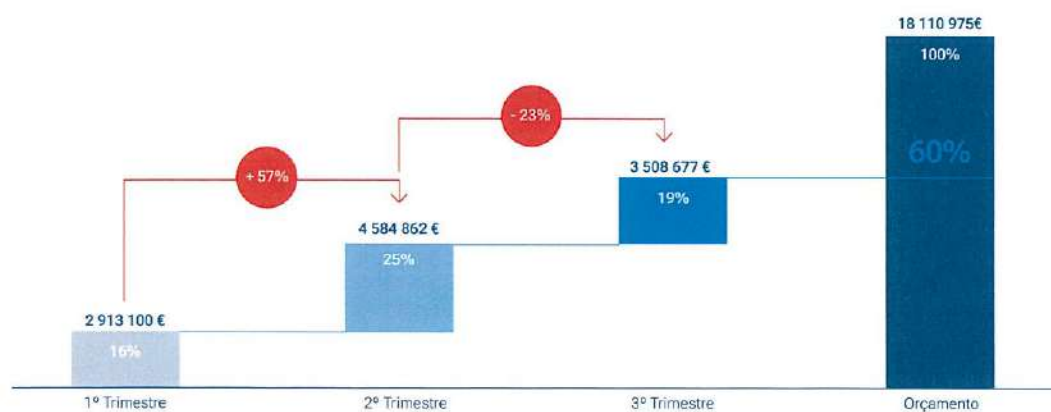 18 110 975€
100%
- 23%
60%
3 508 677 €
+ 57%
19%
4 584 862 €
25%
2 913 100 €
16%
1º Trimestre
2º Trimestre
3º Trimestre
Orçamento